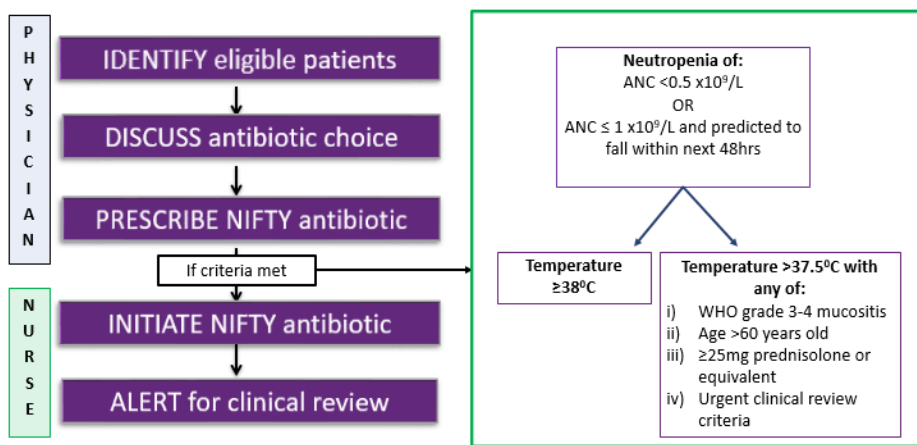 PHYSICIAN
IDENTIFY eligible patients
DISCUSS antibiotic choice
PRESCRIBE NIFTY antibiotic
If criteria met
NURSE
INITIATE NIFTY antibiotic
ALERT for clinical review
Neutropenia of:
ANC <0.5 x10⁹/L
OR
ANC ≤ 1 x10⁹/L and predicted to
fall within next 48hrs
Temperature
≥38⁰C
Temperature >37.5⁰C with
any of:
i) WHO grade 3-4 mucositis
ii) Age >60 years old
iii) ≥25mg prednisolone or
equivalent
iv) Urgent clinical review
criteria